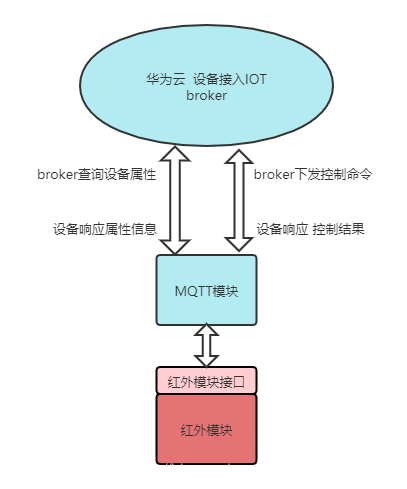 华为云 设备接入IOT
broker
broker查询设备属性
broker下发控制命令
设备响应属性信息
设备响应 控制结果
MQTT模块
红外模块接口
红外模块